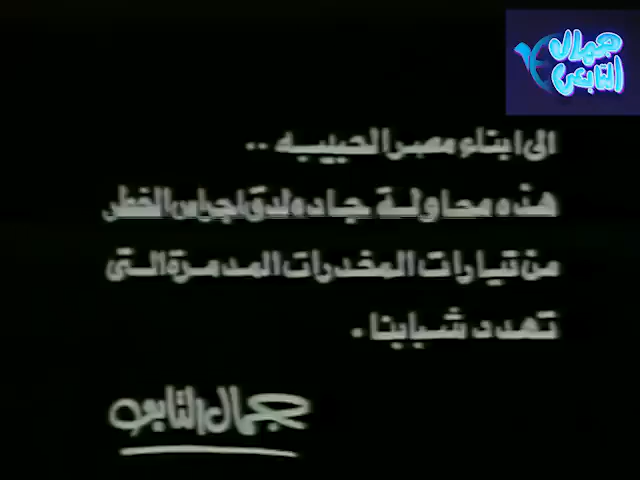 جمال
التابعى
الى ابناء مصر الحبيبه ..
هذه محاولة جاده لدق اجراس الخطر
من تيارات المخدرات المدمرة التى
تهدد شبابنا .
جمال التابعى